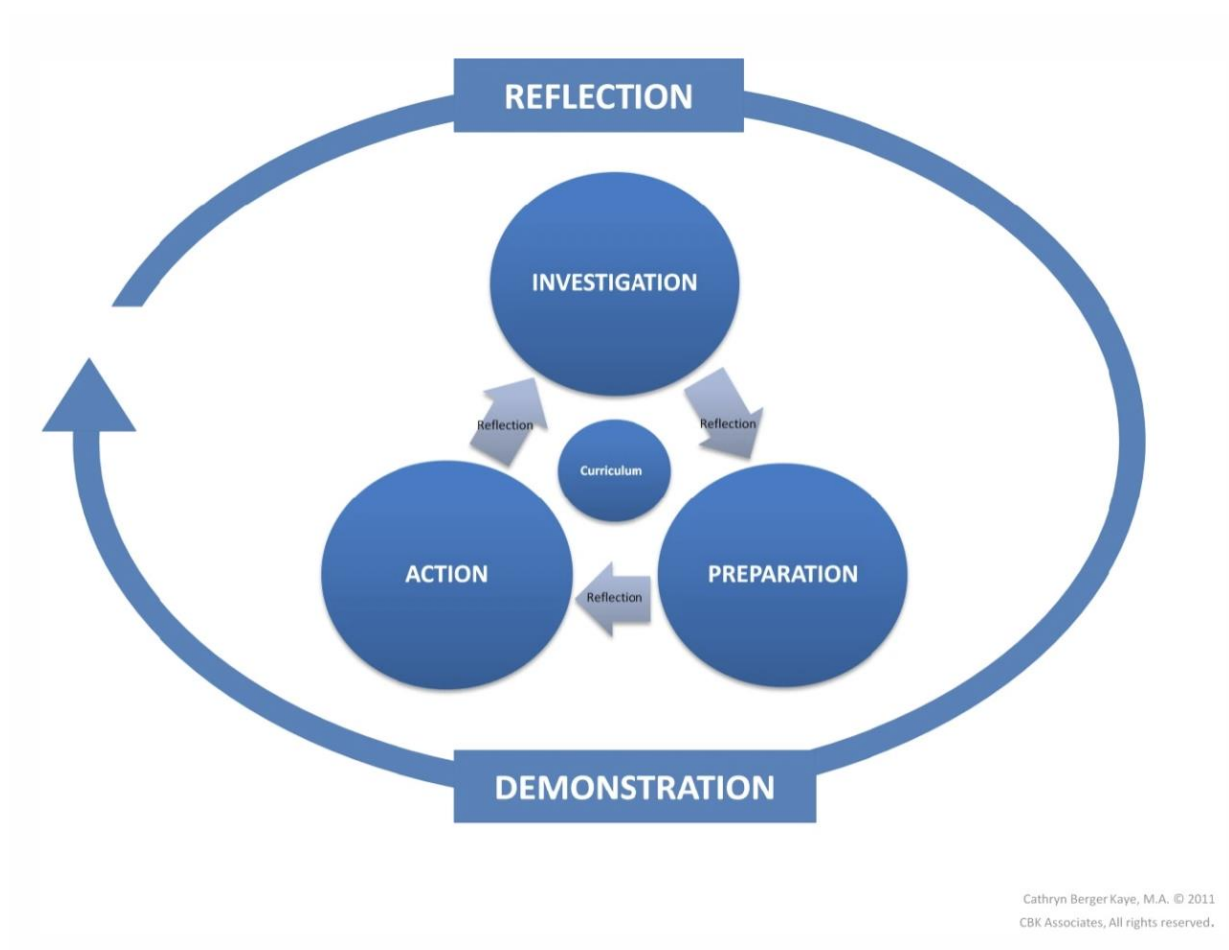 REFLECTION
INVESTIGATION
Reflection
Reflection
Curriculum
ACTION
PREPARATION
Reflection
DEMONSTRATION
Cathryn Berger Kaye, M.A. © 2011
CBK Associates, All rights reserved.